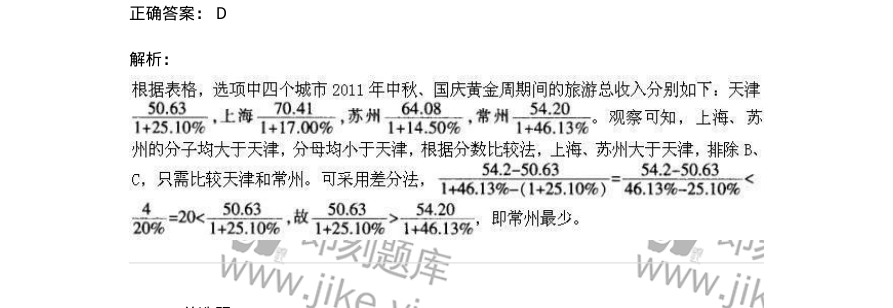 正确答案： D
解析：
根据表格，选项中四个城市 2011 年中秋、国庆黄金周期间的旅游总收入分别如下：天津
50.63/1+25.10%，上海 70.41/1+17.00%，苏州 64.08/1+14.50%，常州 54.20/1+46.13%。观察可知，上海、苏
州的分子均大于天津，分母均小于天津，根据分数比较法，上海、苏州大于天津，排除 B、
C，只需比较天津和常州。可采用差分法，54.2-50.63/1+46.13%-(1+25.10%)=54.2-50.63/46.13%-25.10%<
4/20%=20<50.63/1+25.10%，故 50.63/1+25.10%>54.20/1+46.13%，即常州最少。
即刻题库
www.jike